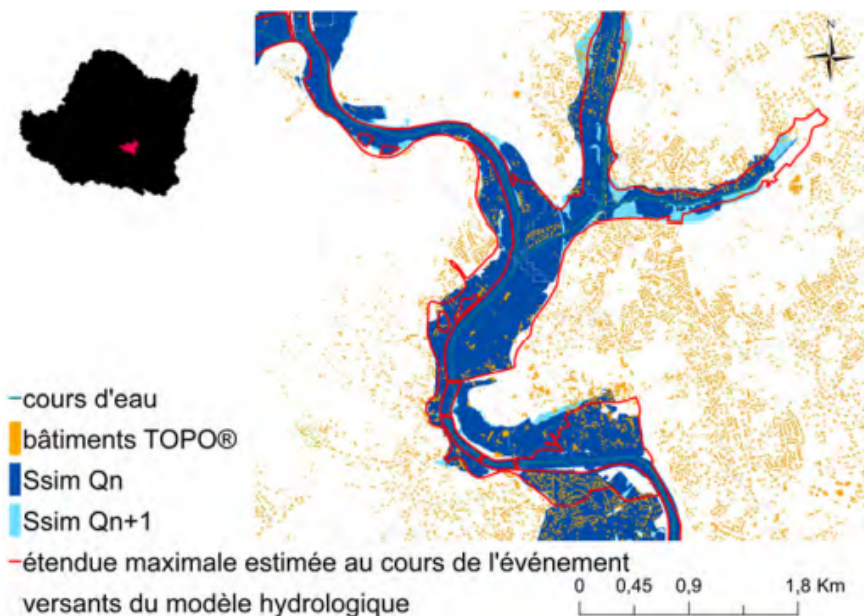 N
cours d'eau
bâtiments TOPO®
Ssim Qn
Ssim Qn+1
étendue maximale estimée au cours de l'événement
versants du modèle hydrologique
0 0,45 0,9 1,8 Km